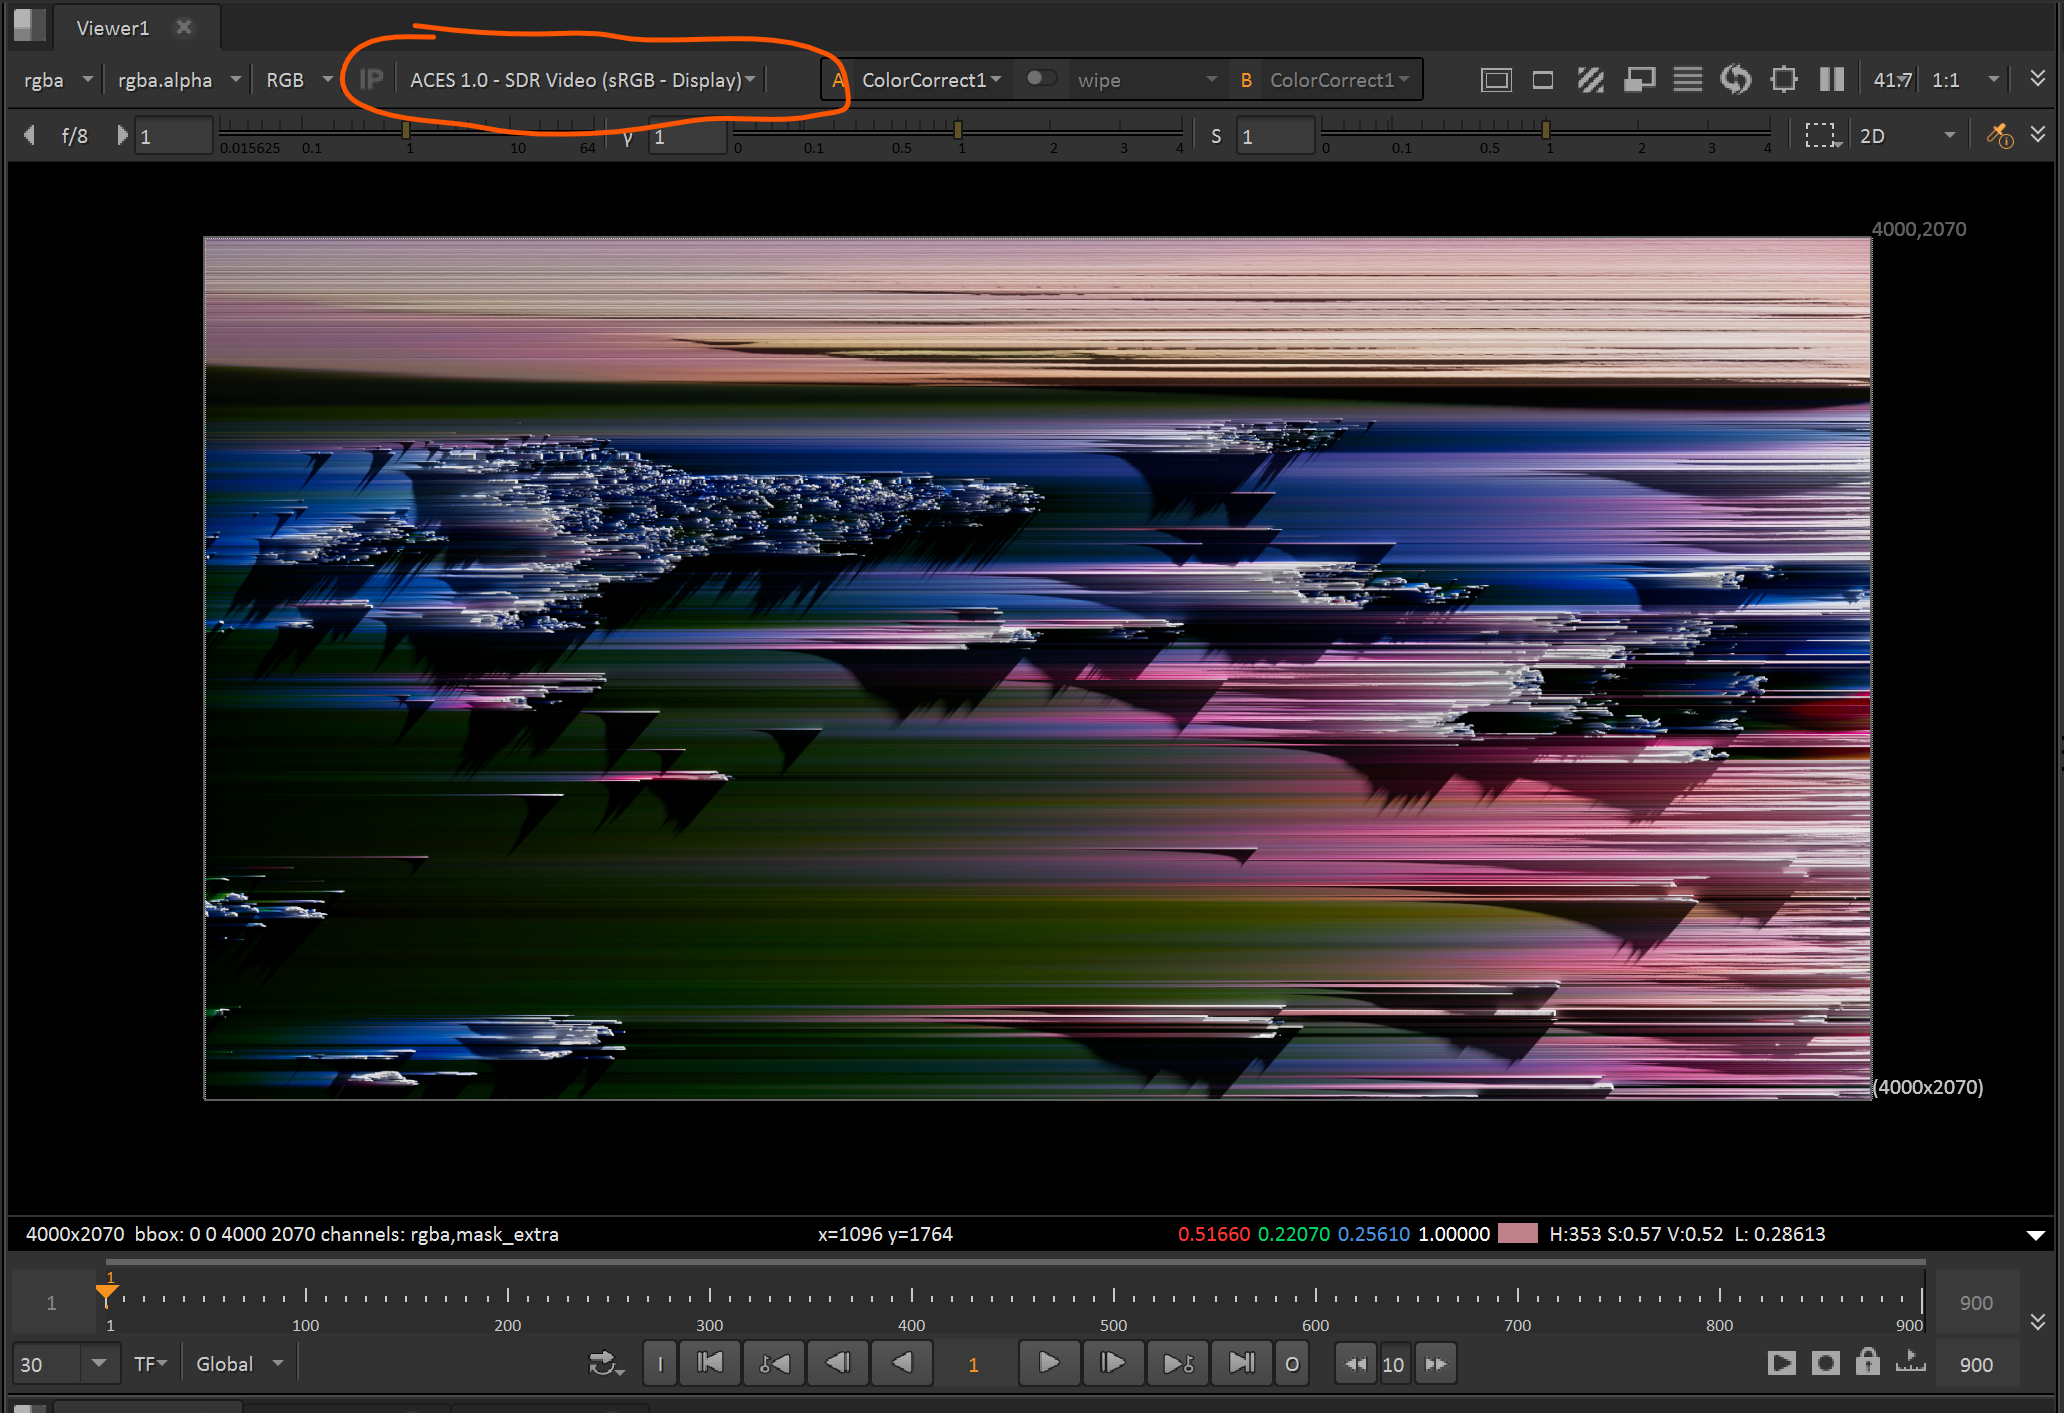 Viewer1
rgba rgba.alpha RGB IP ACES 1.0 - SDR Video (sRGB - Display) A ColorCorrect1 wipe B ColorCorrect1 41.7 1:1
f/8 1 0.015625 0.1 1 10 64 γ 1 0 0.1 0.5 1 2 3 4 S 1 0 0.1 0.5 1 2 3 4 2D
4000,2070
(4000x2070)
4000x2070 bbox: 0 0 4000 2070 channels: rgba,mask_extra x=1096 y=1764 0.51660 0.22070 0.25610 1.00000 H:353 S:0.57 V:0.52 L: 0.28613
1
1 900
1 100 200 300 400 500 600 700 800 900
30 TF Global I 1 O 10 900